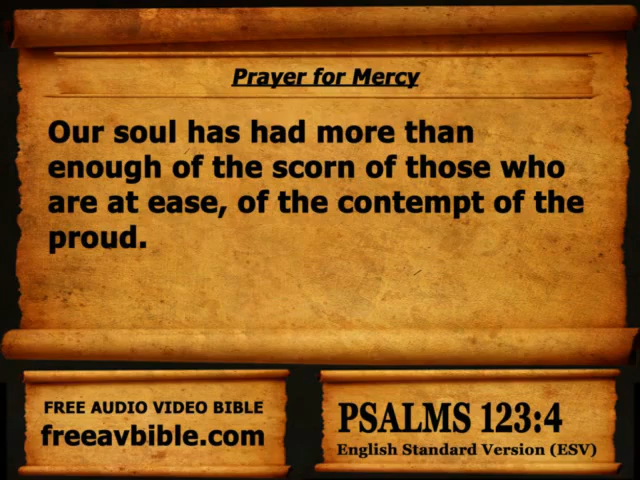 Prayer for Mercy
Our soul has had more than
enough of the scorn of those who
are at ease, of the contempt of the
proud.
FREE AUDIO VIDEO BIBLE
freeavbible.com
PSALMS 123:4
English Standard Version (ESV)